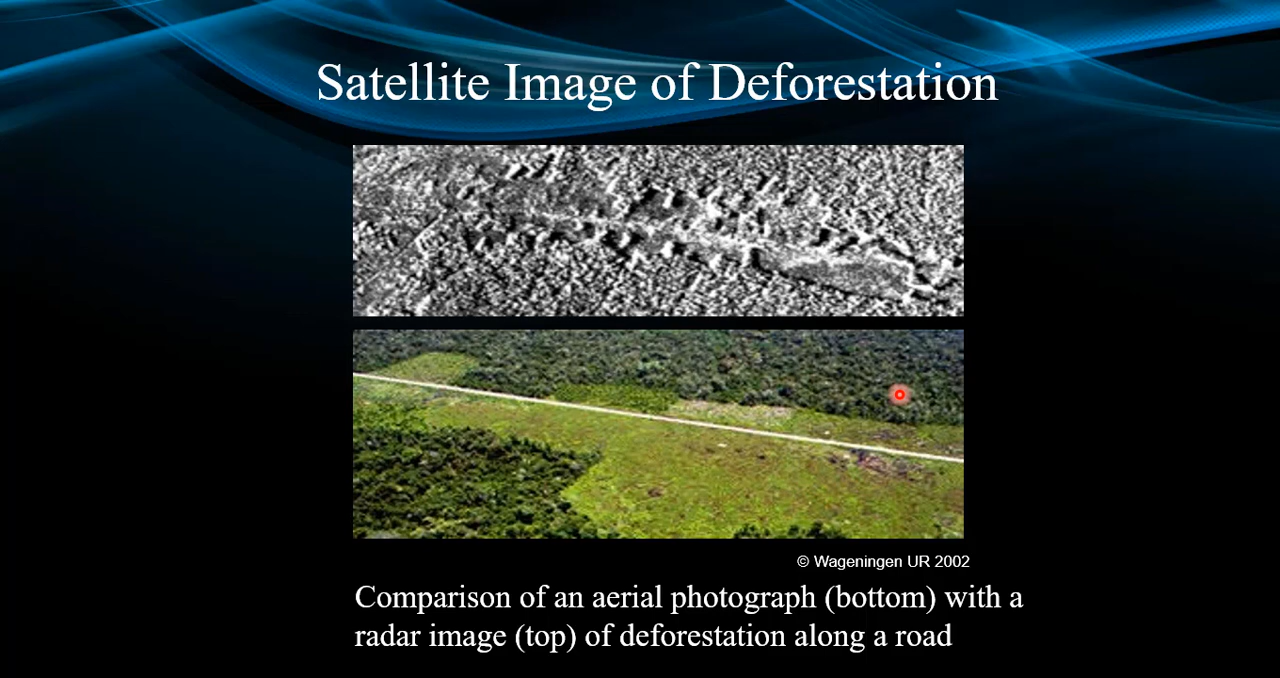 Satellite Image of Deforestation
© Wageningen UR 2002
Comparison of an aerial photograph (bottom) with a
radar image (top) of deforestation along a road